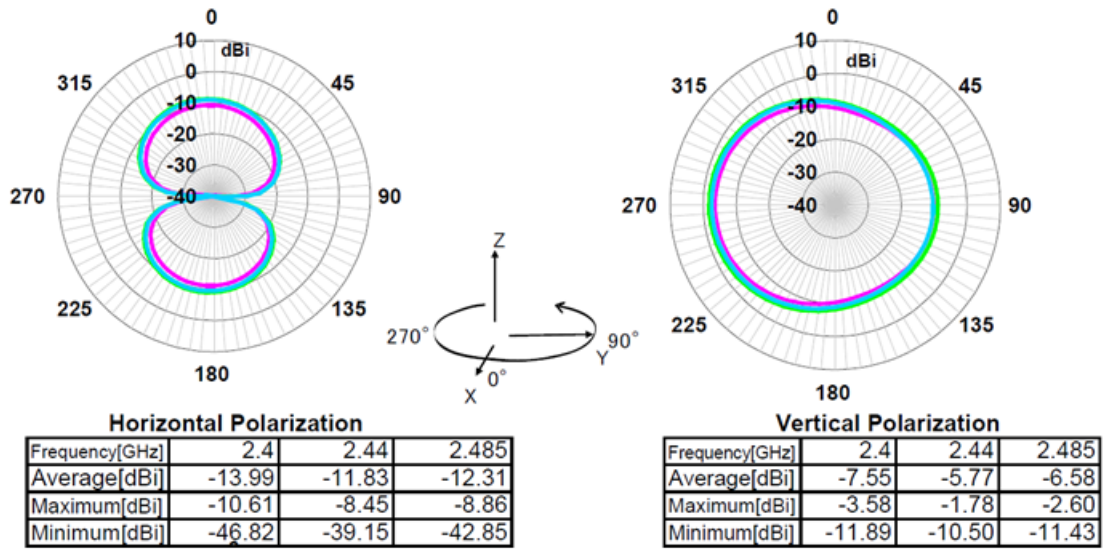 0
10
dBi
0
-10
-20
-30
-40
45
90
135
180
225
270
315
0
10
dBi
0
-10
-20
-30
-40
45
90
135
180
225
270
315
Z
270°
90°
Y
0°
X
Horizontal Polarization
Frequency[GHz] 2.4 2.44 2.485
Average[dBi] -13.99 -11.83 -12.31
Maximum[dBi] -10.61 -8.45 -8.86
Minimum[dBi] -46.82 -39.15 -42.85
Vertical Polarization
Frequency[GHz] 2.4 2.44 2.485
Average[dBi] -7.55 -5.77 -6.58
Maximum[dBi] -3.58 -1.78 -2.60
Minimum[dBi] -11.89 -10.50 -11.43